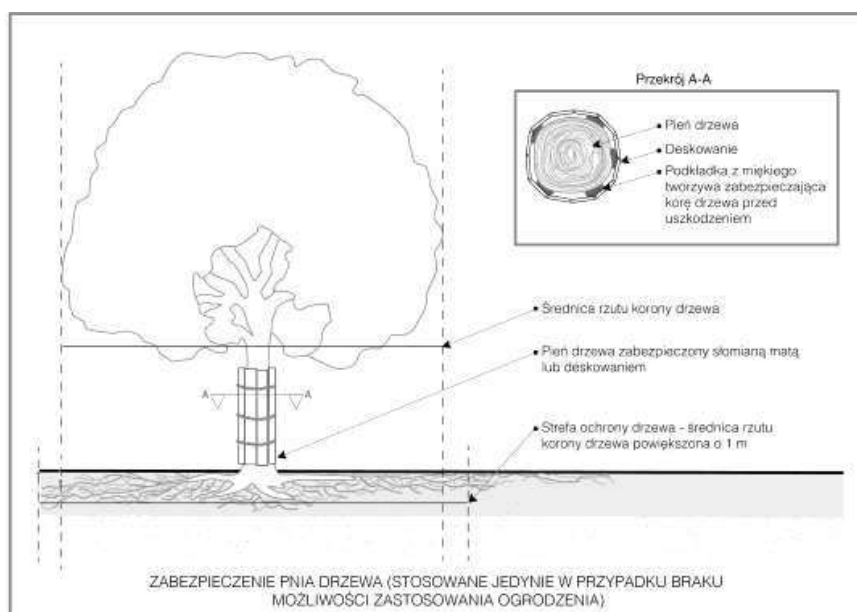 Przekrój A-A
Pień drzewa
Deskowanie
Podkładka z miękiego
tworzywa zabezpieczająca
korę drzewa przed
uszkodzeniem
Średnica rzutu korony drzewa
Pień drzewa zabezpieczony słomianą matą
lub deskowaniem
A A
Strefa ochrony drzewa - średnica rzutu
korony drzewa powiększona o 1 m
ZABEZPIECZENIE PNIA DRZEWA (STOSOWANE JEDYNIE W PRZYPADKU BRAKU
MOŻLIWOŚCI ZASTOSOWANIA OGRODZENIA)